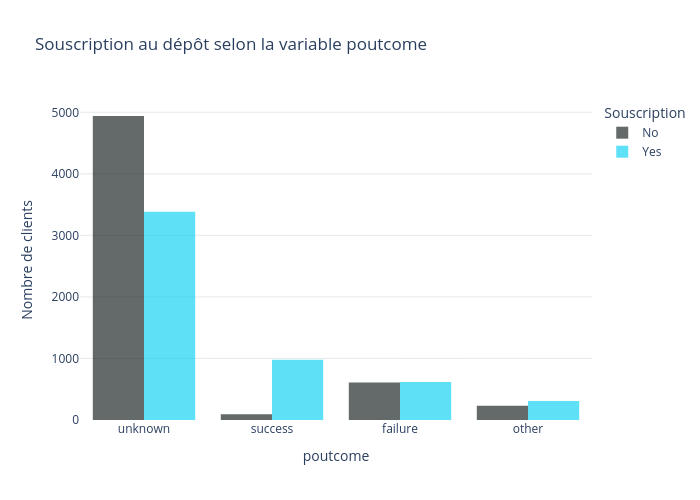 Souscription au dépôt selon la variable poutcome
Souscription
No
Yes
Nombre de clients
5000
4000
3000
2000
1000
0
unknown
success
failure
other
poutcome